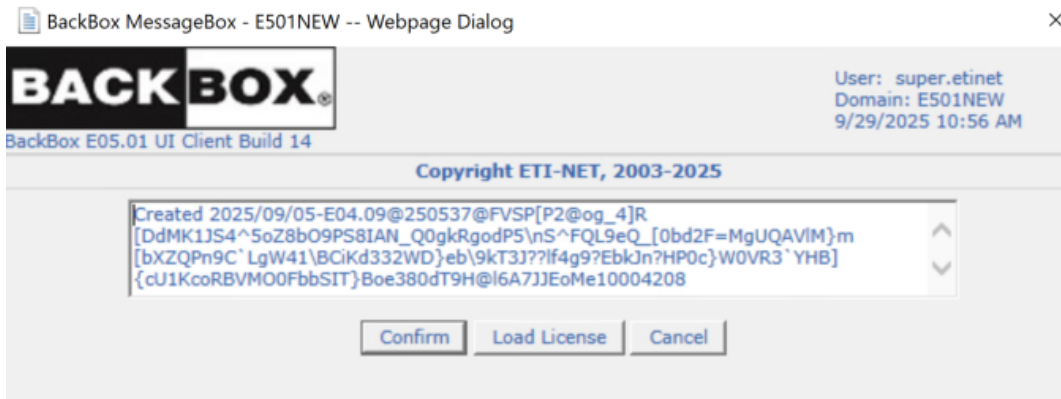 BackBox MessageBox - E501NEW -- Webpage Dialog
BACKBOX®
BackBox E05.01 UI Client Build 14
User: super.etinet
Domain: E501NEW
9/29/2025 10:56 AM
Copyright ETI-NET, 2003-2025
Created 2025/09/05-E04.09@250537@FVSP[P2@og_4]R
[DdMK1JS4^5oZ8bO9PS8IAN_Q0gkRgodP5\nS^FQL9eQ_[0bd2F=MgUQAVlM}m
[bXZQPn9C`LgW41\BCiKd332WD}eb\9kT3J??lf4g9?EbkJn?HP0c}W0VR3`YHB]
{cU1KcoRBVMO0FbbSIT}Boe380dT9H@l6A7JJEoMe10004208
Confirm Load License Cancel